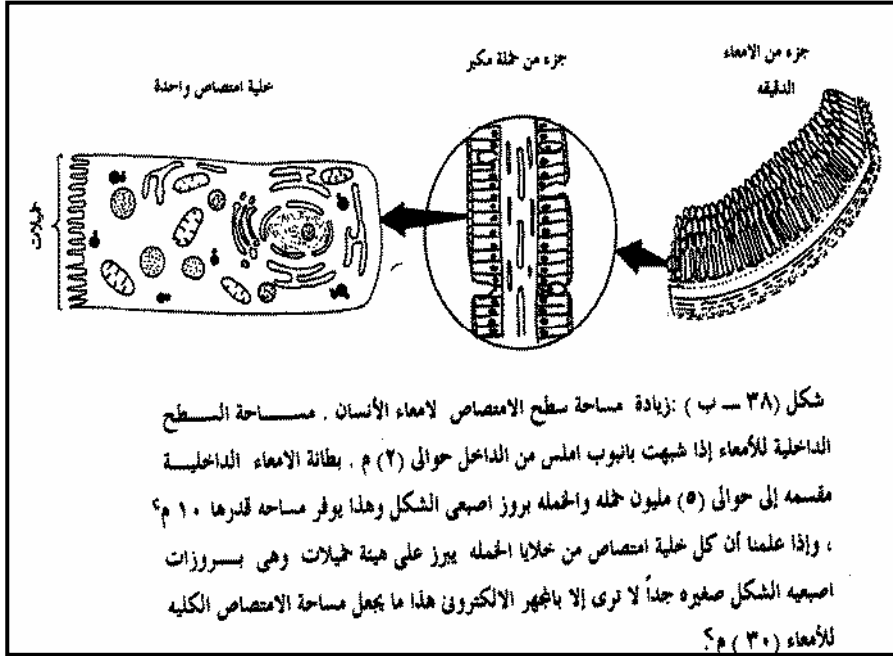 جزء من الامعاء
الدقيقه
جزء من خملة مكبر
خلية امتصاص واحدة
خميلات
شكل (٣٨ ــ ب ) :زيادة مساحة سطح الامتصاص لامعاء الأنسان . مساحة السطح
الداخلية للأمعاء إذا شبهت بانبوب املس من الداخل حوالى (٢) م . بطانة الامعاء الداخلية
مقسمه إلى حوالى (٥) مليون خمله والخمله بروز اصبعى الشكل وهذا يوفر مساحه قدرها ١٠ م٢
، وإذا علمنا أن كل خلية امتصاص من خلايا الخمله يبرز على هيئة خميلات وهى بروزات
اصبعيه الشكل صغيره جداً لا ترى إلا بالمجهر الالكترونى هذا ما يجعل مساحة الامتصاص الكليه
للأمعاء (٣٠ ) م٢